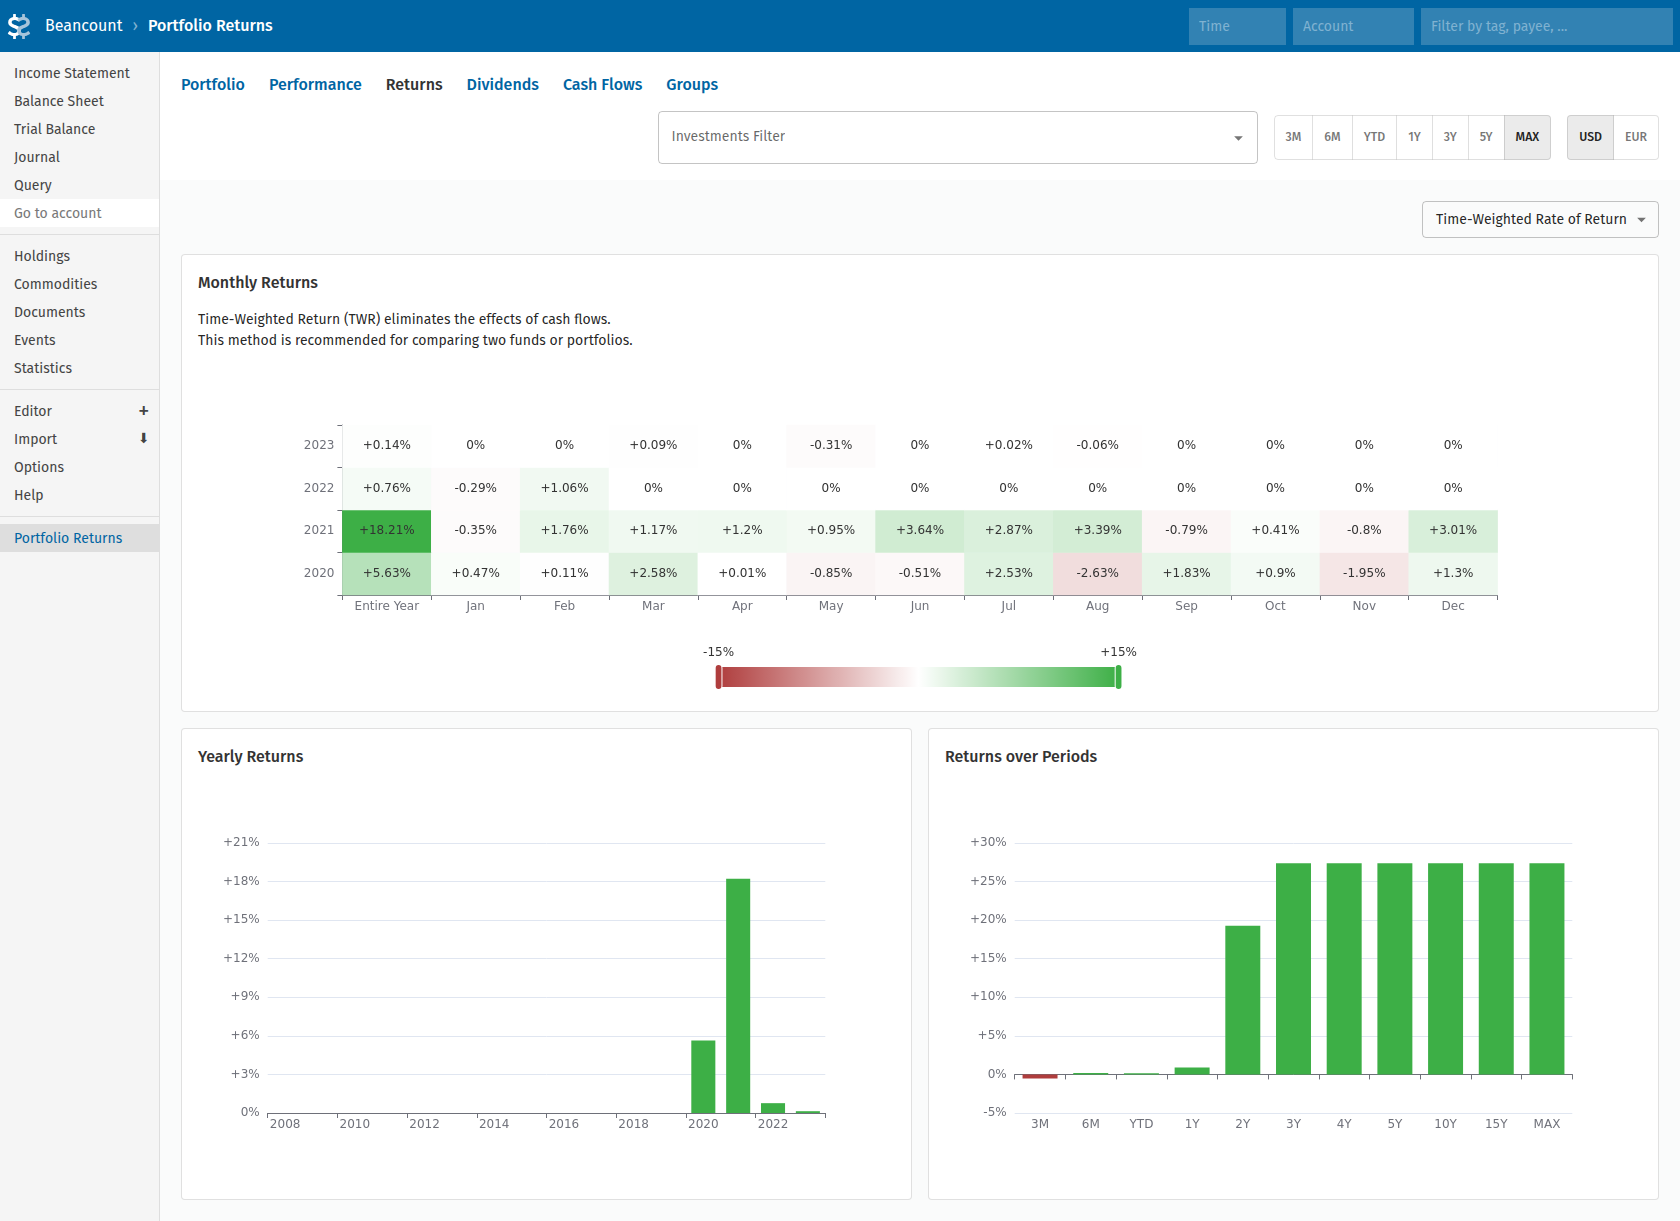 Beancount › Portfolio Returns
Time
Account
Filter by tag, payee, ...
Income Statement
Balance Sheet
Trial Balance
Journal
Query
Go to account
Holdings
Commodities
Documents
Events
Statistics
Editor +
Import
Options
Help
Portfolio Returns
Portfolio Performance Returns Dividends Cash Flows Groups
Investments Filter
3M 6M YTD 1Y 3Y 5Y MAX USD EUR
Time-Weighted Rate of Return
Monthly Returns
Time-Weighted Return (TWR) eliminates the effects of cash flows.
This method is recommended for comparing two funds or portfolios.
2023 +0.14% 0% 0% +0.09% 0% -0.31% 0% +0.02% -0.06% 0% 0% 0% 0%
2022 +0.76% -0.29% +1.06% 0% 0% 0% 0% 0% 0% 0% 0% 0% 0%
2021 +18.21% -0.35% +1.76% +1.17% +1.2% +0.95% +3.64% +2.87% +3.39% -0.79% +0.41% -0.8% +3.01%
2020 +5.63% +0.47% +0.11% +2.58% +0.01% -0.85% -0.51% +2.53% -2.63% +1.83% +0.9% -1.95% +1.3%
Entire Year Jan Feb Mar Apr May Jun Jul Aug Sep Oct Nov Dec
-15% +15%
Yearly Returns
+21%
+18%
+15%
+12%
+9%
+6%
+3%
0%
2008 2010 2012 2014 2016 2018 2020 2022
Returns over Periods
+30%
+25%
+20%
+15%
+10%
+5%
0%
-5%
3M 6M YTD 1Y 2Y 3Y 4Y 5Y 10Y 15Y MAX